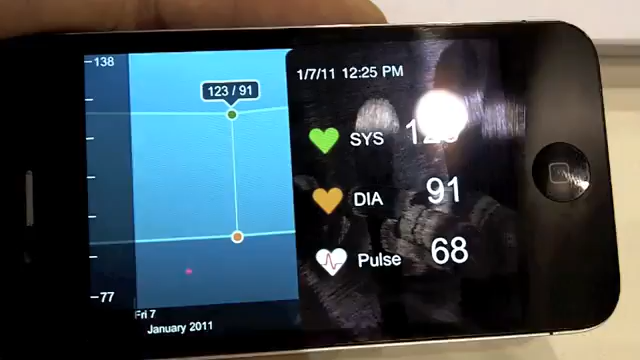 138
123 / 91
77
Fri 7
January 2011
1/7/11 12:25 PM
SYS
DIA 91
Pulse 68